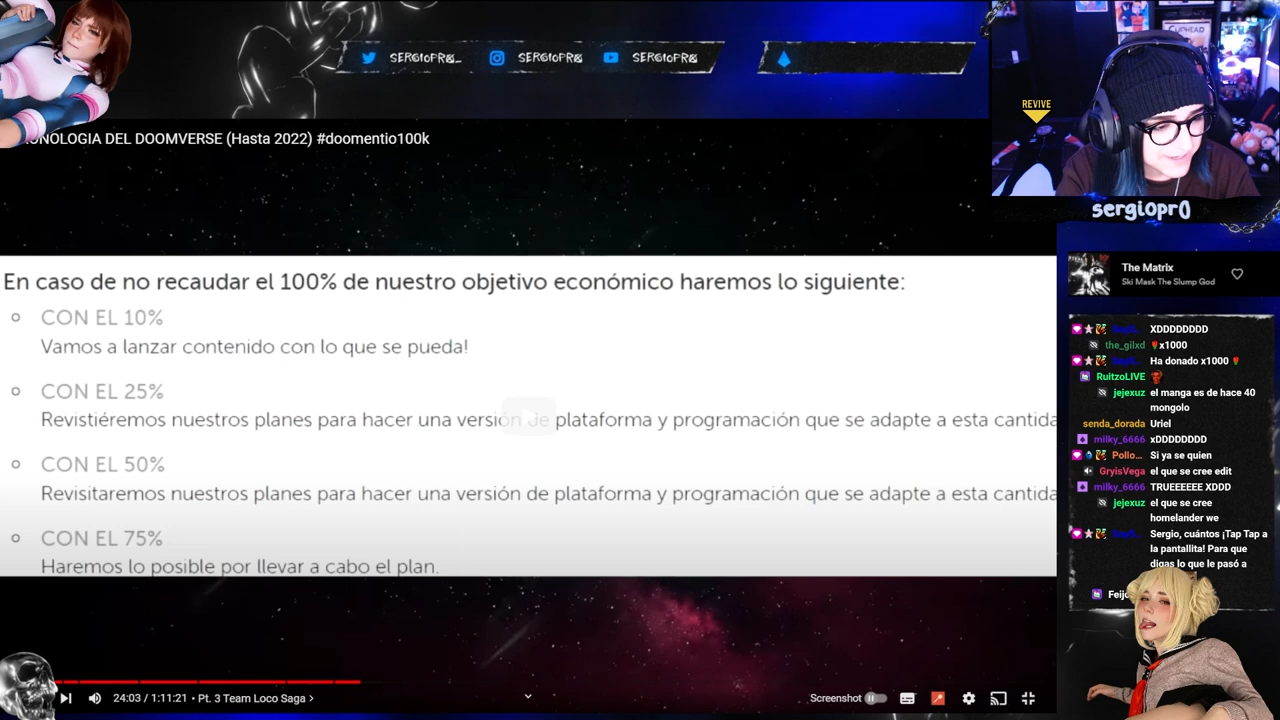 SERGIOPR0_
SERGIOPR0
SERGIOPR0
REVIVE
NOLOGIA DEL DOOMVERSE (Hasta 2022) #doomentio100k
sergiopr0
En caso de no recaudar el 100% de nuestro objetivo económico haremos lo siguiente:
CON EL 10%
Vamos a lanzar contenido con lo que se pueda!
CON EL 25%
Revistiéremos nuestros planes para hacer una versión de plataforma y programación que se adapte a esta cantida
CON EL 50%
Revisitaremos nuestros planes para hacer una versión de plataforma y programación que se adapte a esta cantida
CON EL 75%
Haremos lo posible por llevar a cabo el plan.
The Matrix
Ski Mask The Slump God
XDDDDDDDD
the_gilxd x1000
Ha donado x1000
RuitzoLIVE
jejexuz el manga es de hace 40
mongolo
senda_dorada Uriel
milky_6666 xDDDDDDDD
Pollo... Si ya se quien
GryisVega el que se cree edit
milky_6666 TRUEEEEEE XDDD
jejexuz el que se cree
homelander we
Sergio, cuántos ¡Tap Tap a
la pantallita! Para que
digas lo que le pasó a
Feijo
24:03 / 1:11:21 • Pt. 3 Team Loco Saga >
Screenshot